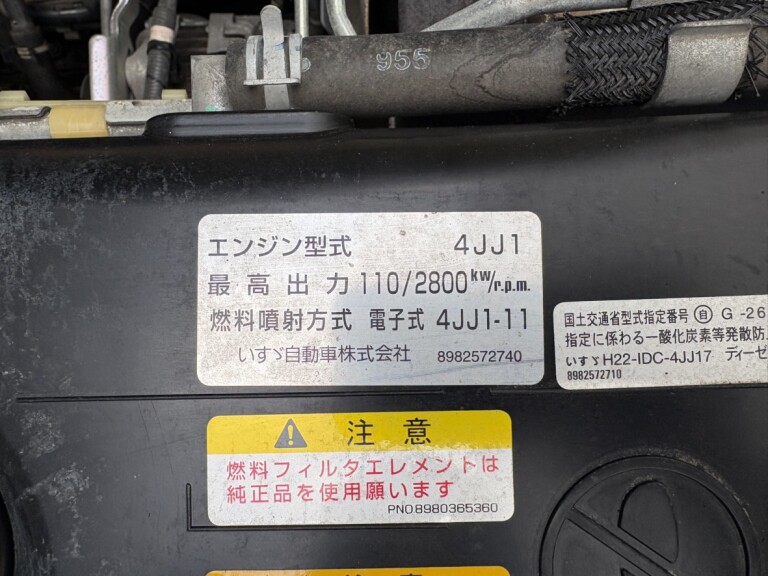 955
エンジン型式 4JJ1
最高出力 110/2800kw/r.p.m.
燃料噴射方式 電子式 4JJ1-11
いすゞ自動車株式会社 8982572740
国土交通省型式指定番号 自 G-26
指定に係わる一酸化炭素等発散防
いすゞH22-IDC-4JJ17 ディーゼ
8982572710
注意
燃料フィルタエレメントは
純正品を使用願います
PNO8980365360